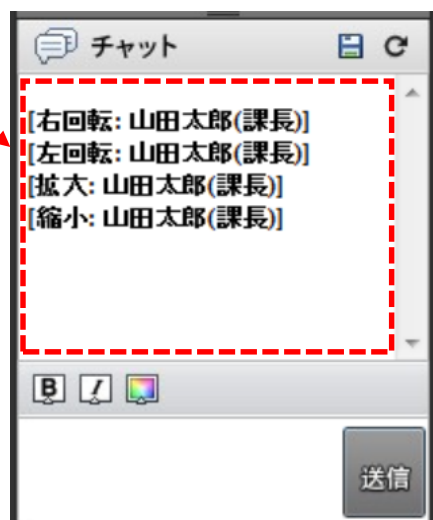 チャット
[右回転: 山田太郎(課長)]
[左回転: 山田太郎(課長)]
[拡大: 山田太郎(課長)]
[縮小: 山田太郎(課長)]
B I
送信